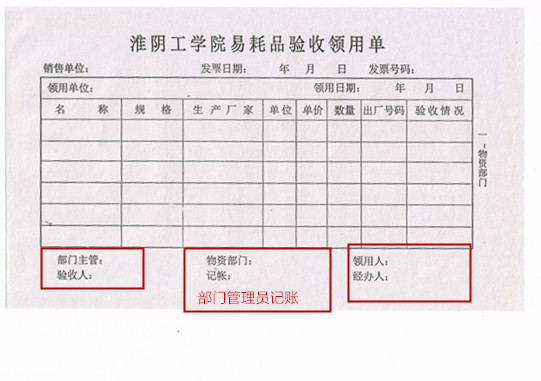 淮阴工学院易耗品验收领用单
销售单位: 发票日期: 年 月 日 发票号码:
领用单位: 领用日期: 年 月 日
名 称 规 格 生产厂家 单位 单价 数量 出厂号码 验收情况
一·物资部门
部门主管: 物资部门: 领用人:
验收人: 记帐: 经办人:
部门管理员记账